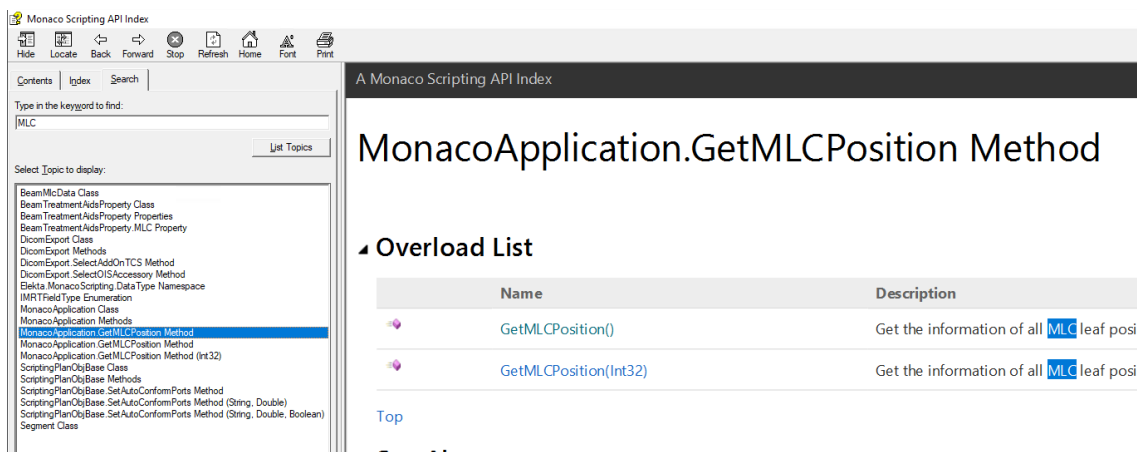 Monaco Scripting API Index
Hide Locate Back Forward Stop Refresh Home Font Print
Contents Index Search
Type in the keyword to find:
MLC
List Topics
Select Topic to display:
BeamMlcData Class
BeamTreatmentAidsProperty Class
BeamTreatmentAidsProperty Properties
BeamTreatmentAidsProperty.MLC Property
DicomExport Class
DicomExport Methods
DicomExport.SelectAddOnTCS Method
DicomExport.SelectOISAccessory Method
Elekta.MonacoScripting.DataType Namespace
IMRTFieldType Enumeration
MonacoApplication Class
MonacoApplication Methods
MonacoApplication.GetMLCPosition Method
MonacoApplication.GetMLCPosition Method
MonacoApplication.GetMLCPosition Method (Int32)
ScriptingPlanObjBase Class
ScriptingPlanObjBase Methods
ScriptingPlanObjBase.SetAutoConformPorts Method
ScriptingPlanObjBase.SetAutoConformPorts Method (String, Double)
ScriptingPlanObjBase.SetAutoConformPorts Method (String, Double, Boolean)
Segment Class
A Monaco Scripting API Index
MonacoApplication.GetMLCPosition Method
Overload List
Name Description
GetMLCPosition() Get the information of all MLC leaf posi
GetMLCPosition(Int32) Get the information of all MLC leaf posi
Top